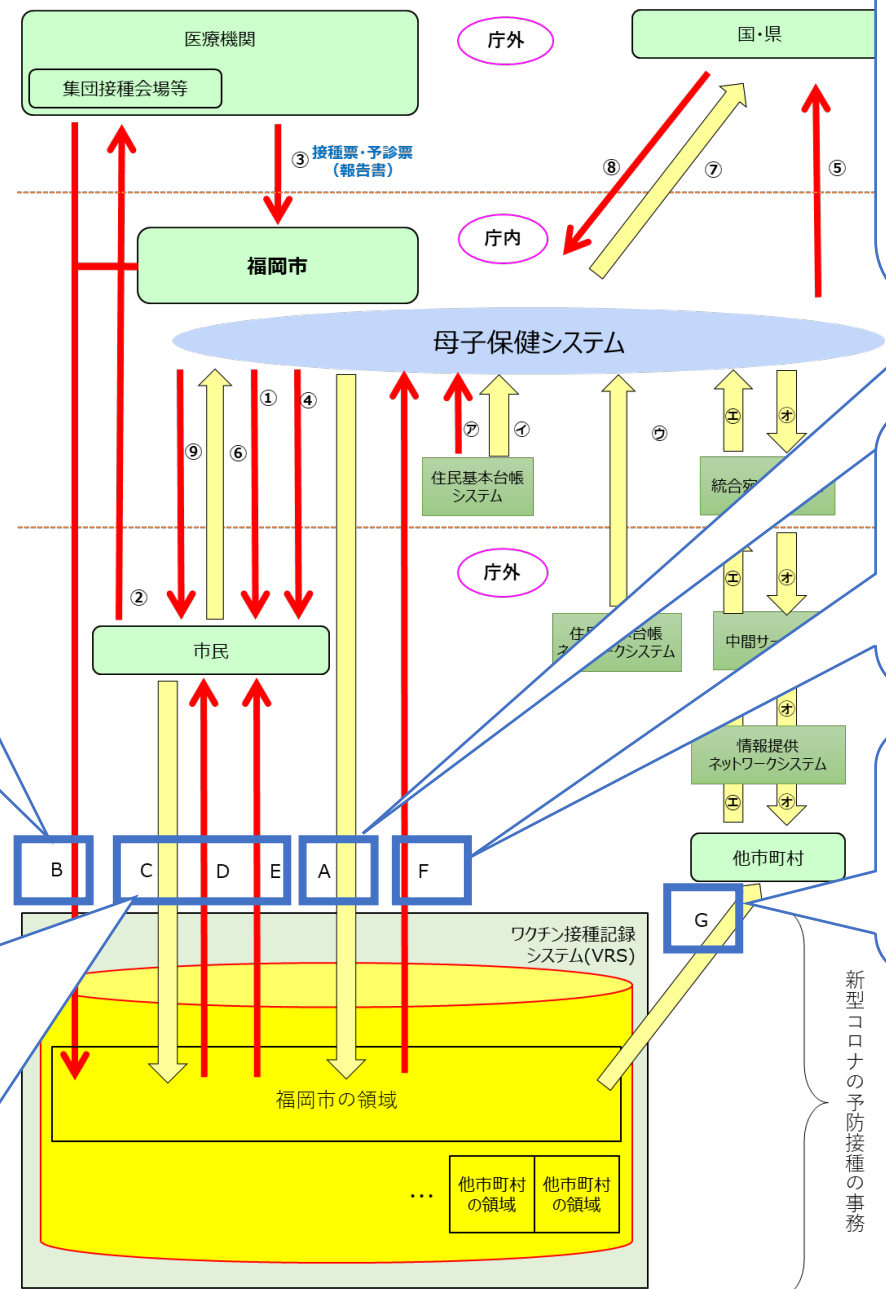 医療機関
庁外
国・県
集団接種会場等
③
接種票・予診票
(報告書)
⑧
⑦
⑤
福岡市
庁内
母子保健システム
①
④
⑨
⑥
㋐
㋑
㋒
㋓
㋔
住民基本台帳
システム
統合宛
庁外
②
㋓
㋔
市民
台帳
ネットワークシステム
中間サー
㋔
情報提供
ネットワークシステム
㋓
㋔
B
C
D
E
A
F
他市町村
G
ワクチン接種記録
システム(VRS)
福岡市の領域
…
他市町村
の領域
他市町村
の領域
新型コロナの予防接種の事務